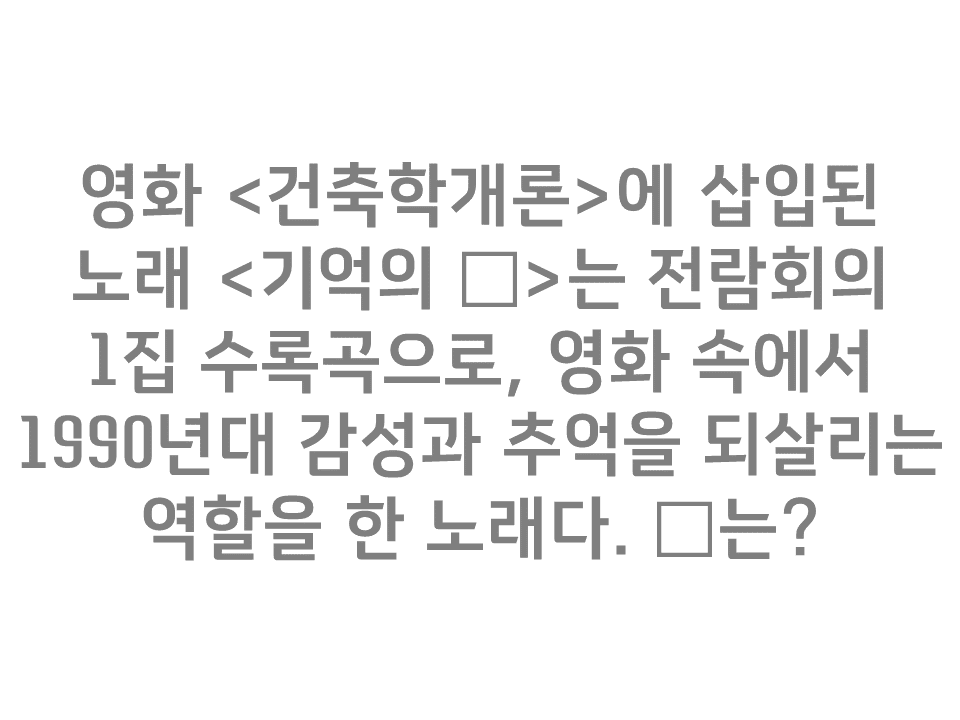 영화 <건축학개론>에 삽입된
노래 <기억의 □>는 전람회의
1집 수록곡으로, 영화 속에서
1990년대 감성과 추억을 되살리는
역할을 한 노래다. □는?